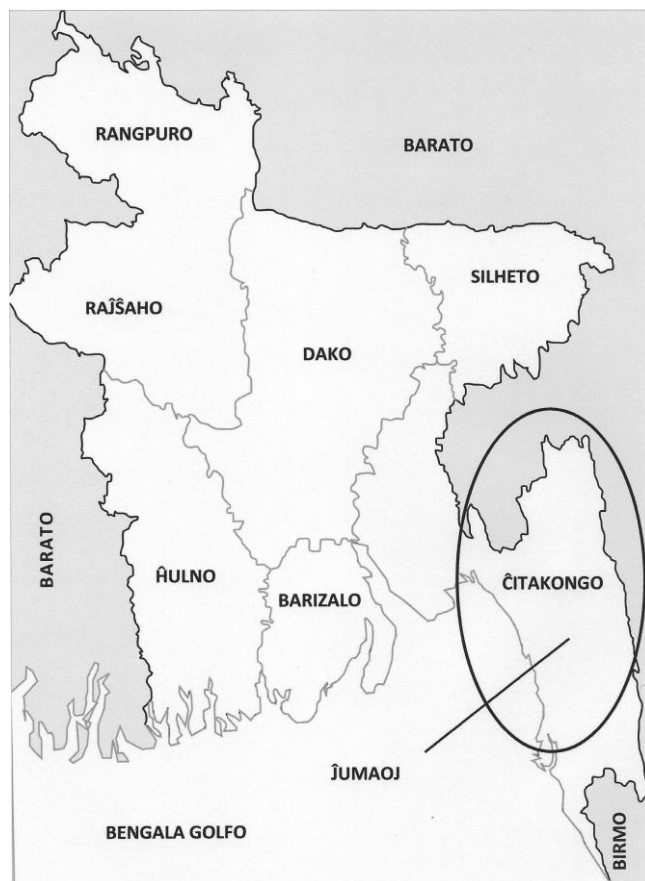 RANGPURO
BARATO
SILHETO
RAĴŜAHO
DAKO
BARATO
ĤULNO
ĈITAKONGO
BARIZALO
ĴUMAOJ
BENGALA GOLFO
BIRMO